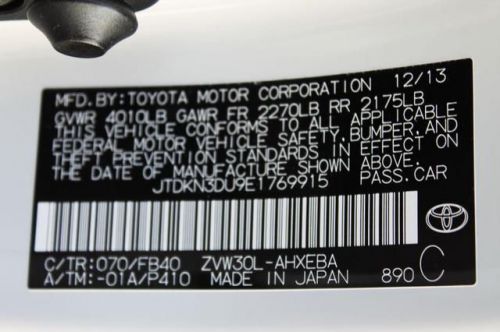 MFD. BY: TOYOTA MOTOR CORPORATION 12/13
GVWR 4010LB GAWR FR 2270LB RR 2175LB
THIS VEHICLE CONFORMS TO ALL APPLICABLE
FEDERAL MOTOR VEHICLE SAFETY, BUMPER, AND
THEFT PREVENTION STANDARDS IN EFFECT ON
THE DATE OF MANUFACTURE SHOWN ABOVE.
JTDKN3DU9E1769915 PASS. CAR
C/TR: 070/FB40 ZVW30L-AHXEBA
A/TM: -01A/P410 MADE IN JAPAN 890 C